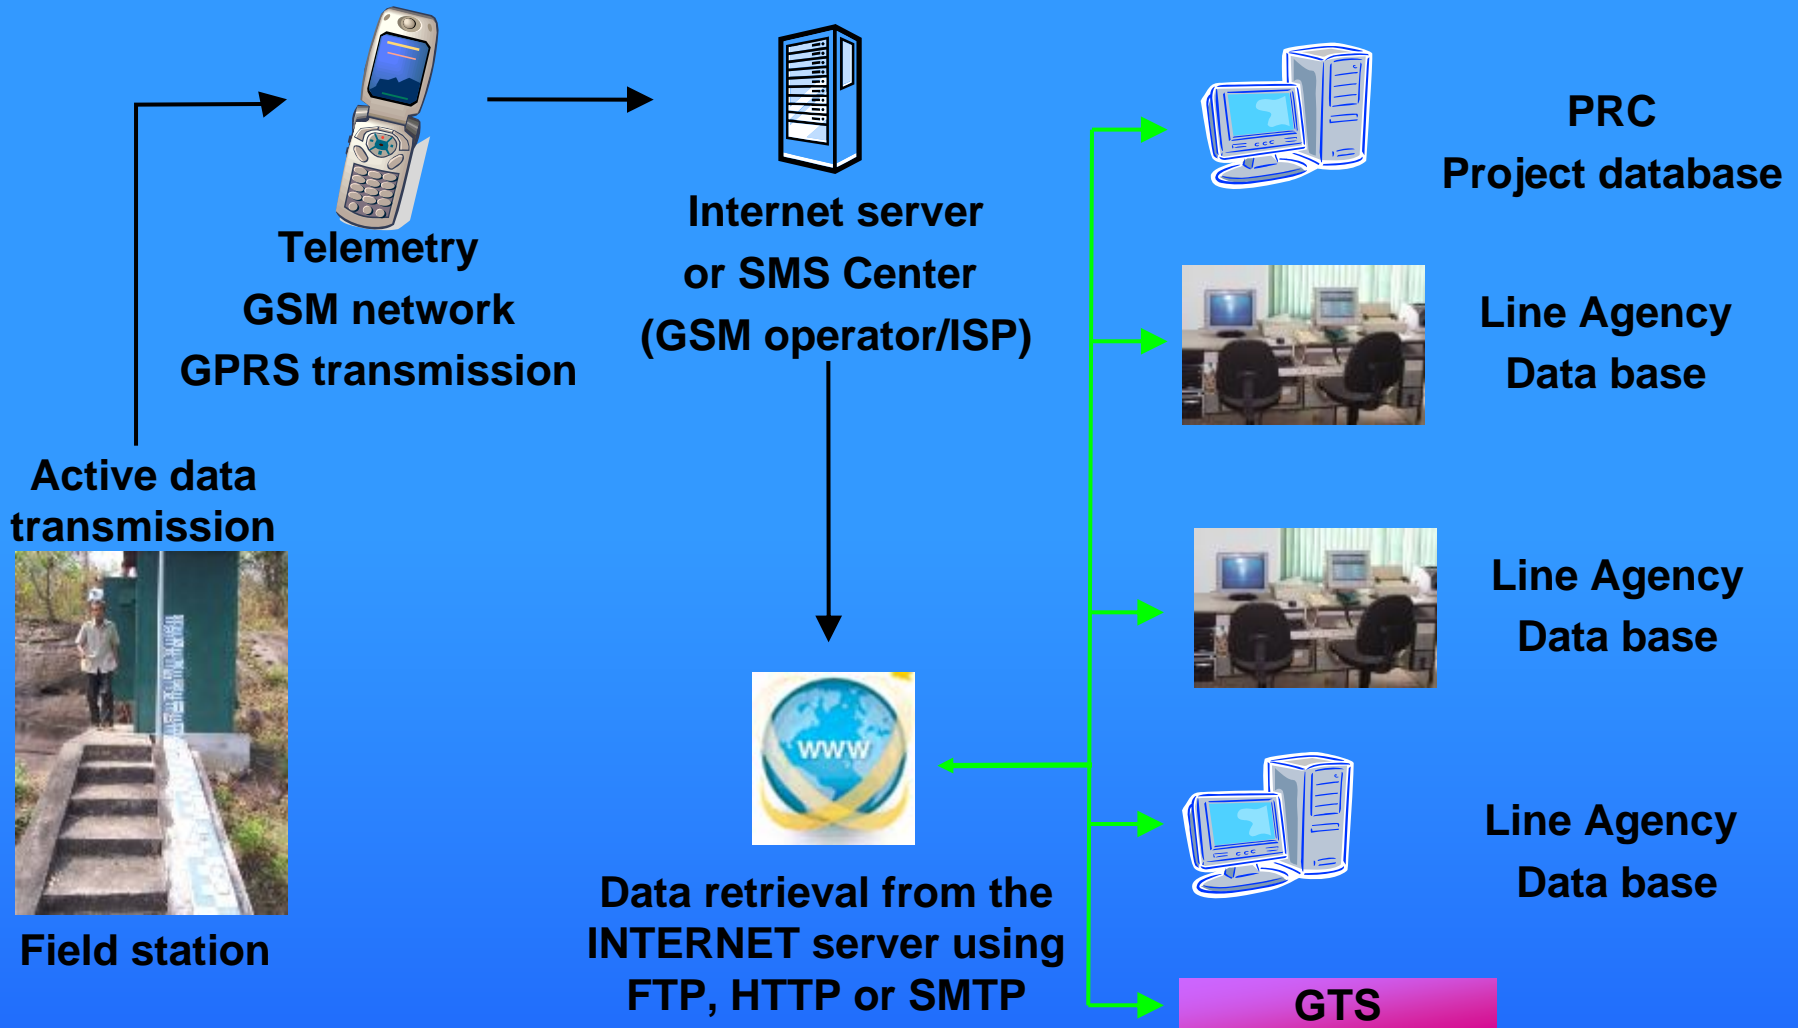 Telemetry
GSM network
GPRS transmission
Internet server
or SMS Center
(GSM operator/ISP)
PRC
Project database
Line Agency
Data base
Active data
transmission
Field station
Line Agency
Data base
www
Data retrieval from the
INTERNET server using
FTP, HTTP or SMTP
Line Agency
Data base
GTS